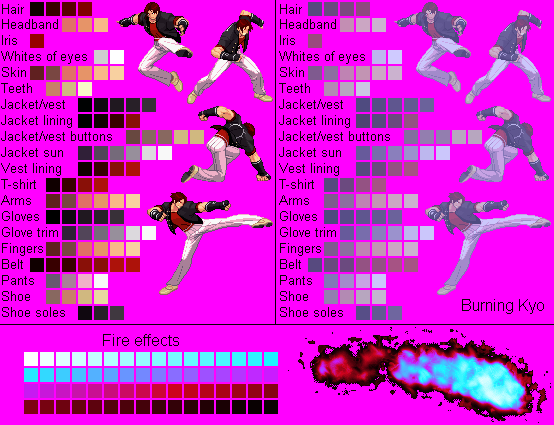 Hair
Headband
Iris
Whites of eyes
Skin
Teeth
Jacket/vest
Jacket lining
Jacket/vest buttons
Jacket sun
Vest lining
T-shirt
Arms
Gloves
Glove trim
Fingers
Belt
Pants
Shoe
Shoe soles
Hair
Headband
Iris
Whites of eyes
Skin
Teeth
Jacket/vest
Jacket lining
Jacket/vest buttons
Jacket sun
Vest lining
T-shirt
Arms
Gloves
Glove trim
Fingers
Belt
Pants
Shoe
Shoe soles
Burning Kyo
Fire effects